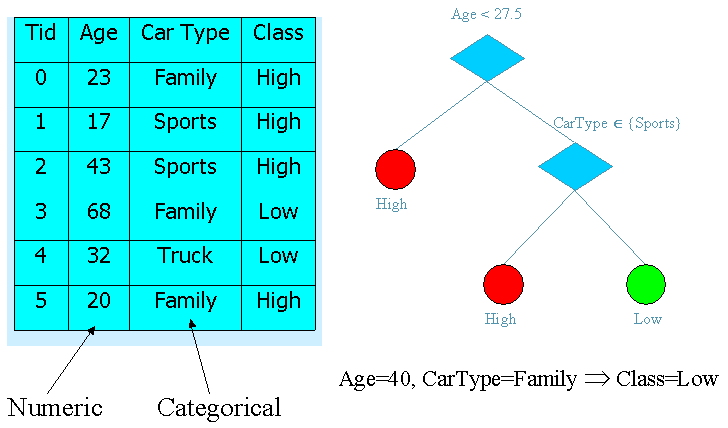 Tid Age Car Type Class
0 23 Family High
1 17 Sports High
2 43 Sports High
3 68 Family Low
4 32 Truck Low
5 20 Family High
Numeric Categorical
Age < 27.5
CarType ∈ {Sports}
High
High Low
Age=40, CarType=Family ⇒ Class=Low